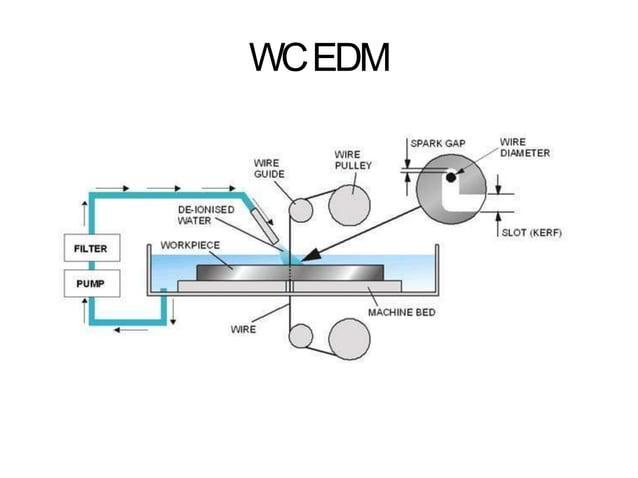 WC EDM
SPARK GAP
WIRE
DIAMETER
WIRE
GUIDE
WIRE
PULLEY
DE-IONISED
WATER
SLOT (KERF)
FILTER
WORKPIECE
PUMP
MACHINE BED
WIRE